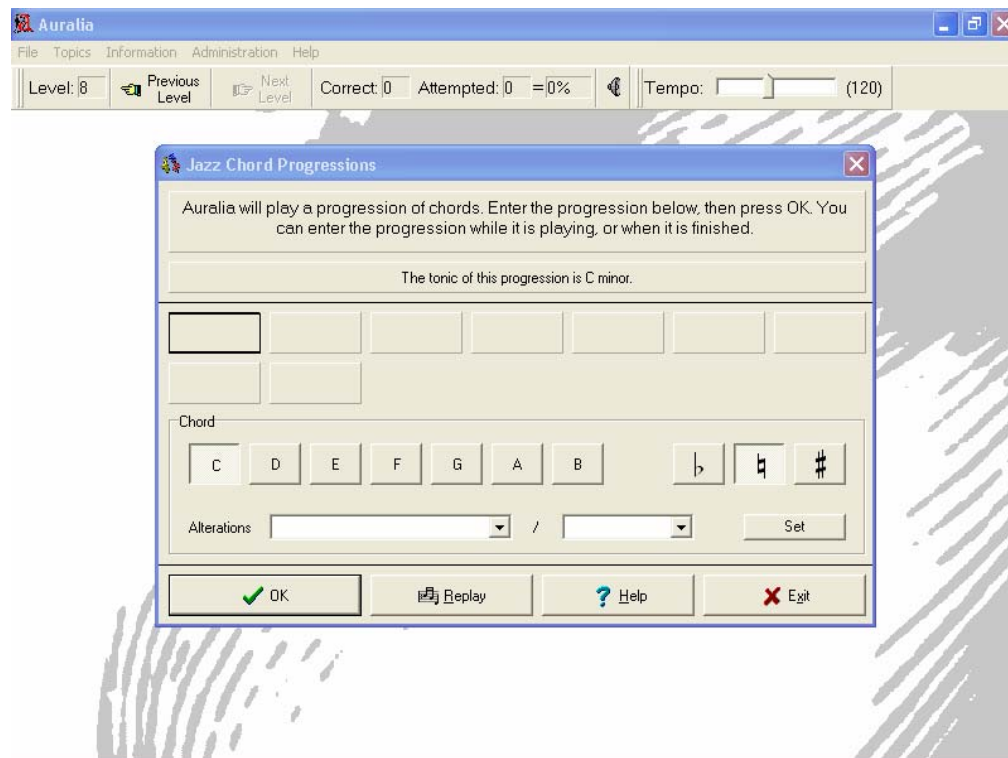 Auralia
File Topics Information Administration Help
Level: 8 Previous Level Next Level Correct: 0 Attempted: 0 = 0% Tempo: (120)
Jazz Chord Progressions
Auralia will play a progression of chords. Enter the progression below, then press OK. You
can enter the progression while it is playing, or when it is finished.
The tonic of this progression is C minor.
Chord
C D E F G A B ♭ ♮ ♯
Alterations / Set
OK Replay Help Exit